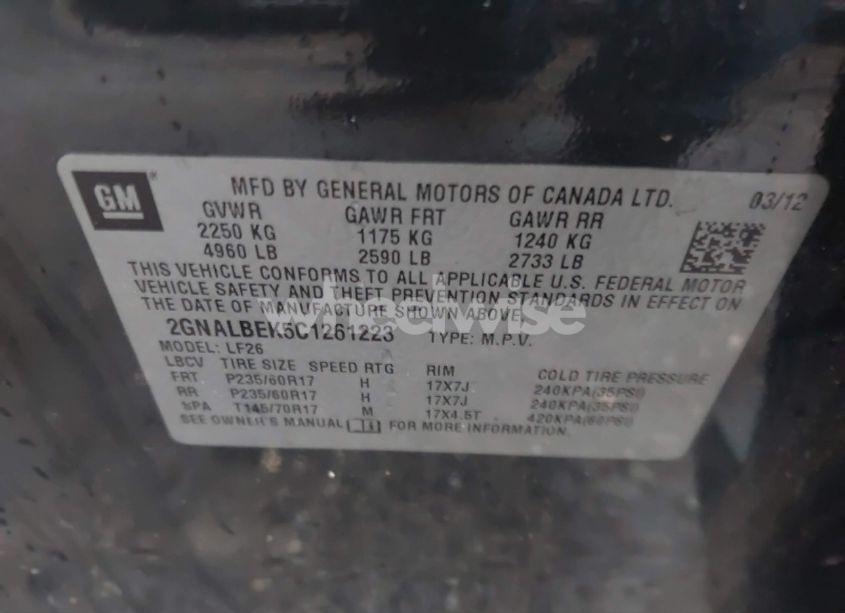 GM®
MFD BY GENERAL MOTORS OF CANADA LTD. 03/12
GVWR GAWR FRT GAWR RR
2250 KG 1175 KG 1240 KG
4960 LB 2590 LB 2733 LB
THIS VEHICLE CONFORMS TO ALL APPLICABLE U.S. FEDERAL MOTOR
VEHICLE SAFETY AND THEFT PREVENTION STANDARDS IN EFFECT ON
THE DATE OF MANUFACTURE SHOWN ABOVE.
wheelwise
2GNALBEK5C1261223 TYPE: M.P.V.
MODEL: LF26
LBCV TIRE SIZE SPEED RTG RIM COLD TIRE PRESSURE
FRT P235/60R17 H 17X7J 240KPA(35PSI)
RR P235/60R17 H 17X7J 240KPA(35PSI)
SPA T145/70R17 M 17X4.5T 420KPA(60PSI)
SEE OWNER'S MANUAL FOR MORE INFORMATION.